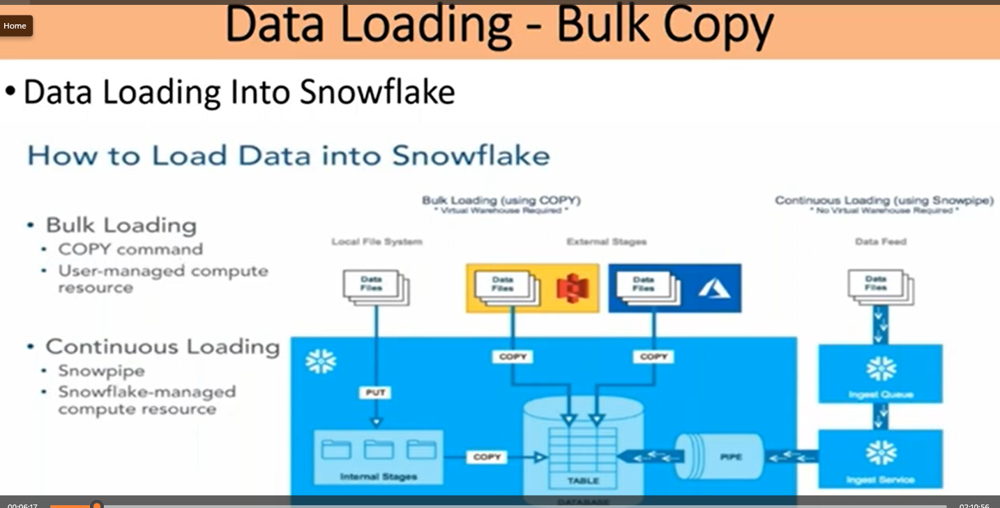 Data Loading - Bulk Copy
Home
• Data Loading Into Snowflake
How to Load Data into Snowflake
Bulk Loading (using COPY)
* Virtual Warehouse Required *
Continuous Loading (using Snowpipe)
* No Virtual Warehouse Required *
• Bulk Loading
• COPY command
• User-managed compute
resource
• Continuous Loading
• Snowpipe
• Snowflake-managed
compute resource
Local File System
External Stages
Data Feed
Data
Files
Data
Files
Data
Files
Data
Files
COPY
COPY
PUT
Ingest Queue
Internal Stages
COPY
TABLE
DATABASE
PIPE
Ingest Service
00:06:17
02:10:56